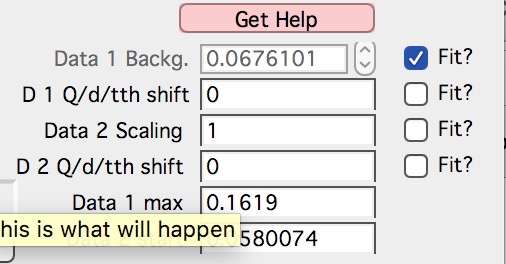 Get Help
Data 1 Backg. 0.0676101 Fit?
D 1 Q/d/tth shift 0 Fit?
Data 2 Scaling 1 Fit?
D 2 Q/d/tth shift 0 Fit?
Data 1 max 0.1619
his is what will happen 580074